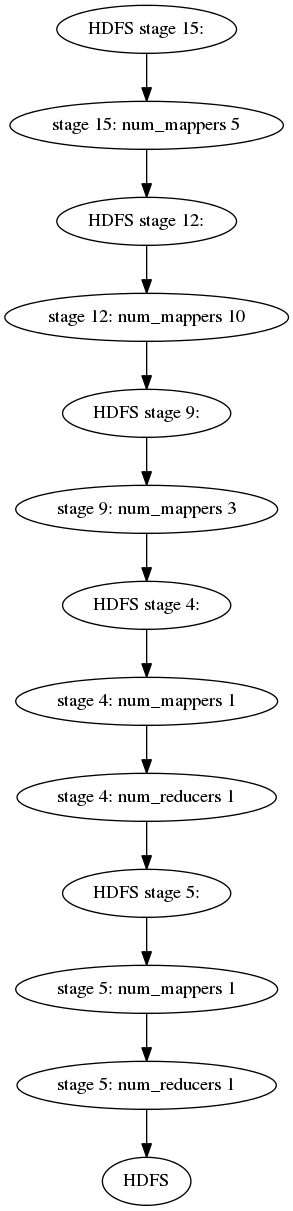 HDFS stage 15:
stage 15: num_mappers 5
HDFS stage 12:
stage 12: num_mappers 10
HDFS stage 9:
stage 9: num_mappers 3
HDFS stage 4:
stage 4: num_mappers 1
stage 4: num_reducers 1
HDFS stage 5:
stage 5: num_mappers 1
stage 5: num_reducers 1
HDFS